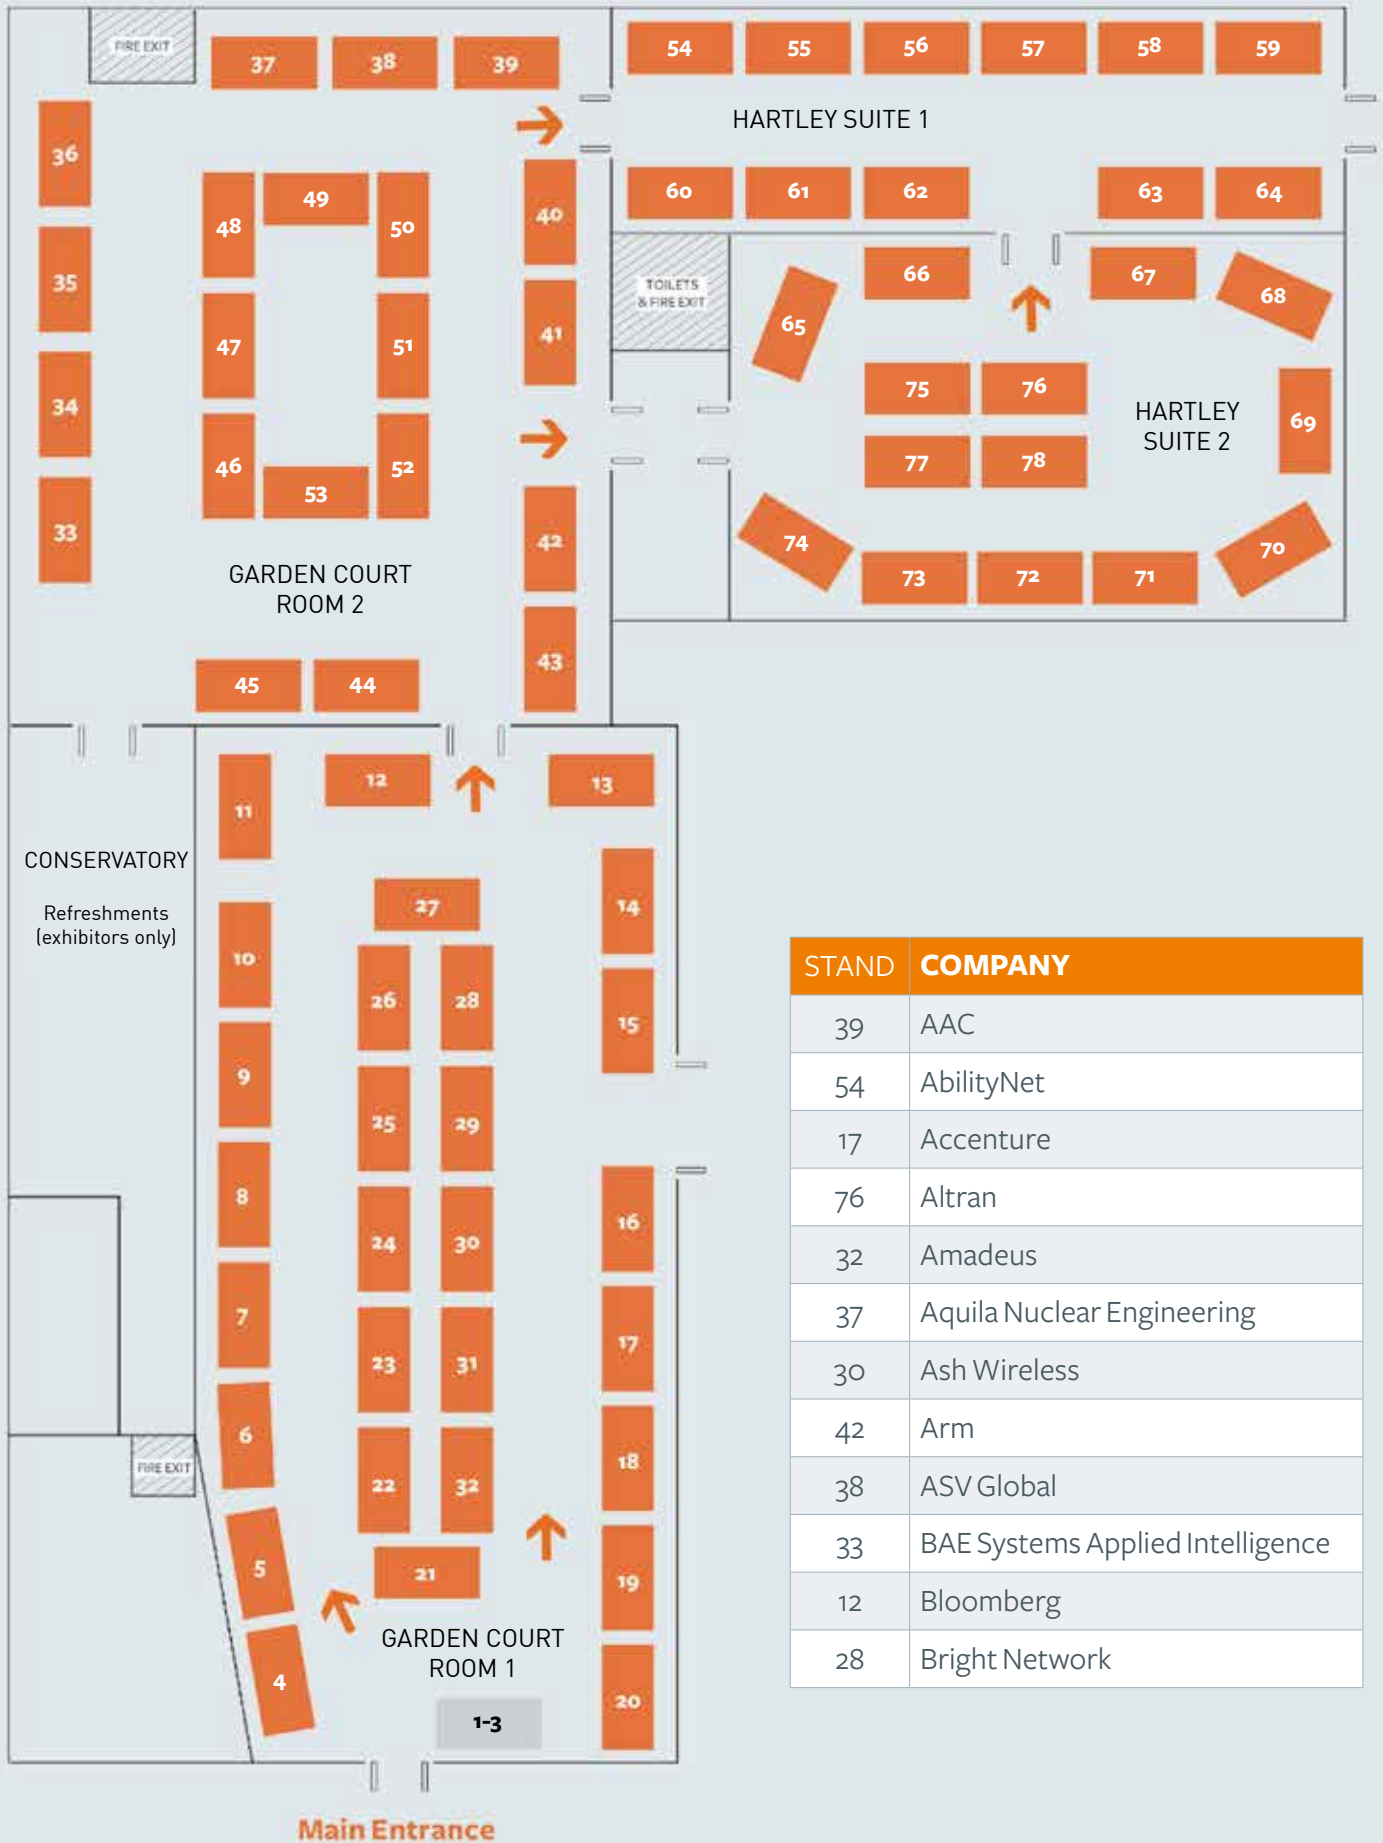 FIRE EXIT
37 38 39
54 55 56 57 58 59
HARTLEY SUITE 1
36
60 61 62 63 64
48 49 50 40
35
TOILETS
& FIRE EXIT
65 66 67 68
47 51 41
34
75 76
HARTLEY
SUITE 2
69
46 53 52
77 78
33
42
74 73 72 71 70
GARDEN COURT
ROOM 2
43
45 44
11 12 13
CONSERVATORY
Refreshments
(exhibitors only)
27 14
10 26 28 15
9 25 29
8 24 30 16
7 23 31 17
6 22 32 18
FIRE EXIT
5 21 19
GARDEN COURT
ROOM 1
4 20
1-3
Main Entrance
STAND COMPANY
39 AAC
54 AbilityNet
17 Accenture
76 Altran
32 Amadeus
37 Aquila Nuclear Engineering
30 Ash Wireless
42 Arm
38 ASV Global
33 BAE Systems Applied Intelligence
12 Bloomberg
28 Bright Network